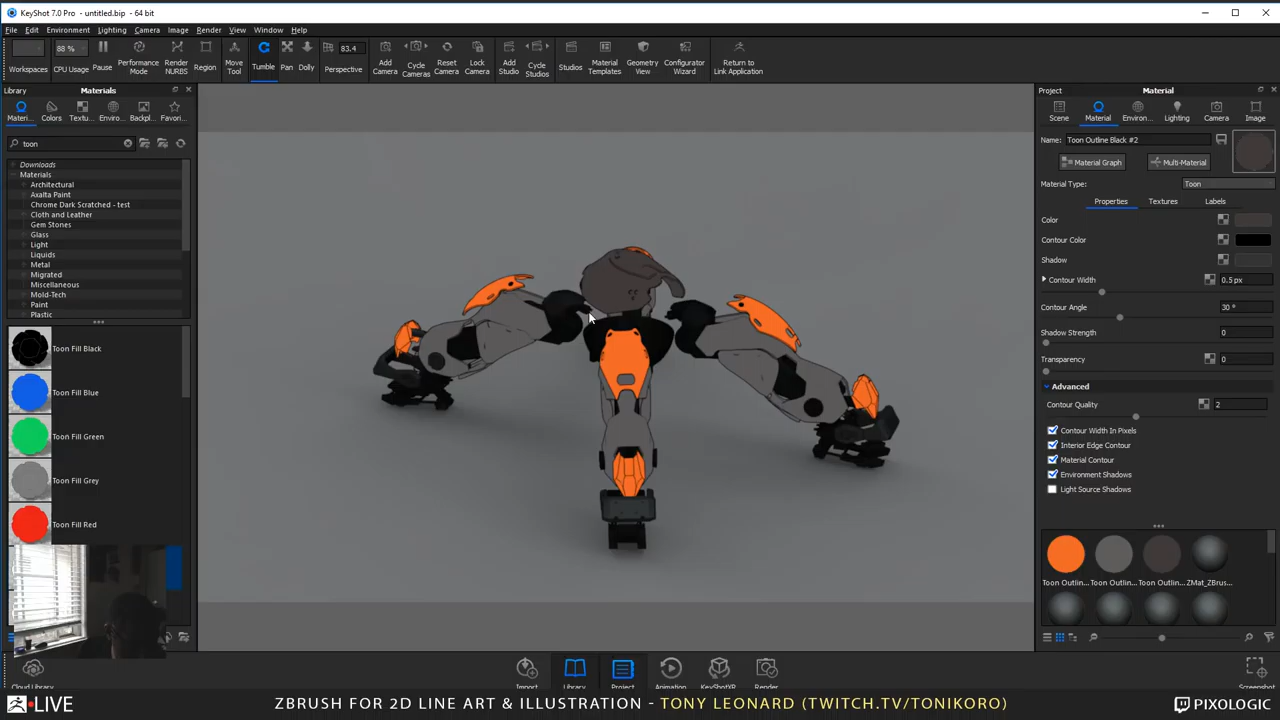 KeyShot 7.0 Pro - untitled.bip - 64 bit
File Edit Environment Lighting Camera Image Render View Window Help
88 % 83.4
Workspaces CPU Usage Pause Performance Mode Render NURBS Region Move Tool Tumble Pan Dolly Perspective Add Camera Cycle Cameras Reset Camera Lock Camera Add Studio Cycle Studios Studios Material Templates Geometry View Configurator Wizard Return to Link Application
Library Materials
Materi... Colors Textu... Enviro... Backpl... Favori...
toon
Downloads
Materials
Architectural
Axalta Paint
Chrome Dark Scratched - test
Cloth and Leather
Gem Stones
Glass
Light
Liquids
Metal
Migrated
Miscellaneous
Mold-Tech
Paint
Plastic
Toon Fill Black
Toon Fill Blue
Toon Fill Green
Toon Fill Grey
Toon Fill Red
Project Material
Scene Material Environ... Lighting Camera Image
Name: Toon Outline Black #2
Material Graph Multi-Material
Material Type: Toon
Properties Textures Labels
Color
Contour Color
Shadow
Contour Width 0.5 px
Contour Angle 30 °
Shadow Strength 0
Transparency 0
Advanced
Contour Quality 2
Contour Width In Pixels
Interior Edge Contour
Material Contour
Environment Shadows
Light Source Shadows
Toon Outlin... Toon Outlin... Toon Outlin... ZMat_ZBrus...
Cloud Library Import Library Project Animation KeyShotXR Render Screenshot
LIVE ZBRUSH FOR 2D LINE ART & ILLUSTRATION - TONY LEONARD (TWITCH.TV/TONIKORO) PIXOLOGIC